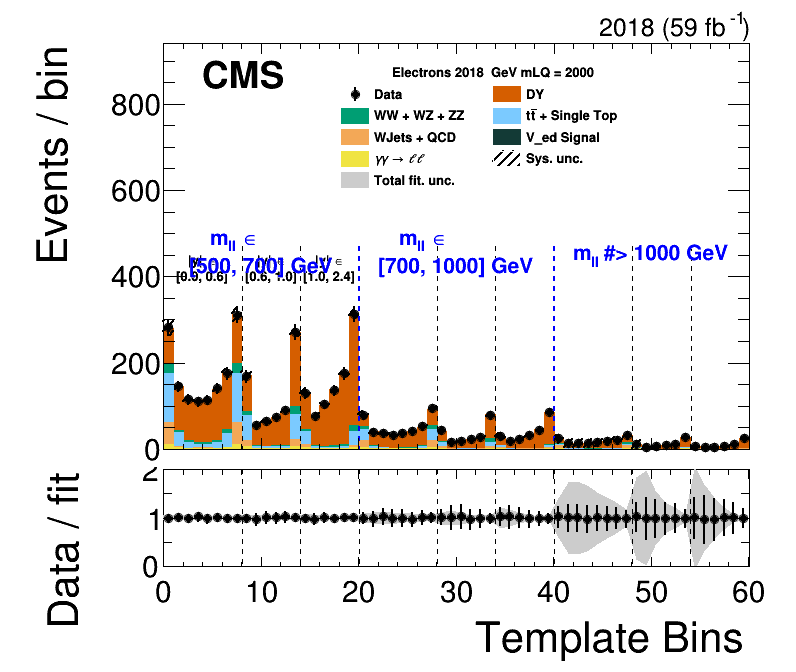 2018 (59 fb⁻¹)
CMS
Electrons 2018 GeV mLQ = 2000
Data
DY
WW + WZ + ZZ
tt̅ + Single Top
WJets + QCD
V_ed Signal
γγ → ℓℓ
Sys. unc.
Total fit. unc.
Events / bin
800
600
400
200
0
m_ll ∈
[500, 700] GeV
m_ll ∈
[700, 1000] GeV
m_ll #> 1000 GeV
[0.0, 0.6]
[0.6, 1.0]
[1.0, 2.4]
Data / fit
2
1
0
0 10 20 30 40 50 60
Template Bins